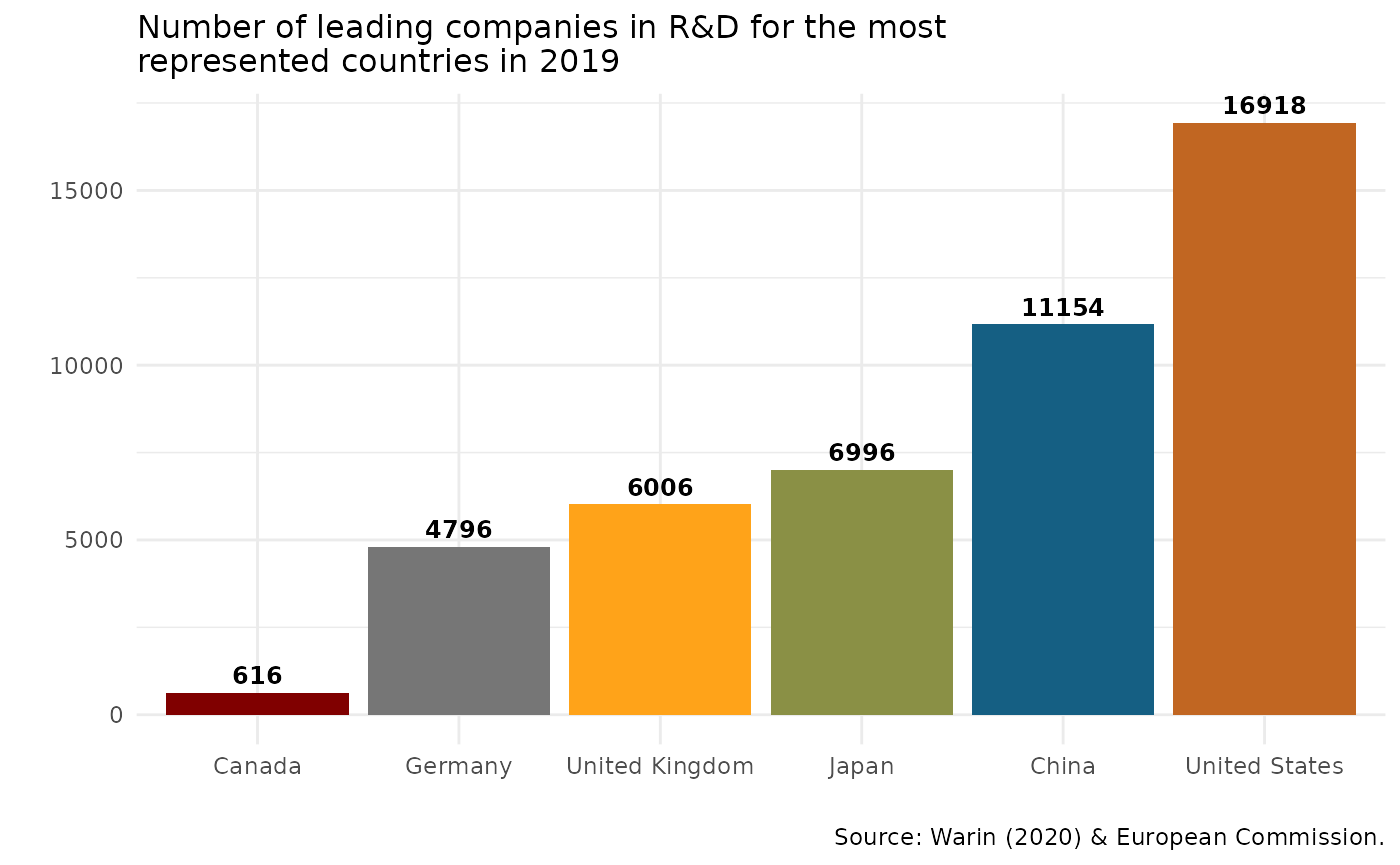 Number of leading companies in R&D for the most
represented countries in 2019
16918
15000
11154
10000
6996
6006
4796
5000
616
0
Canada Germany United Kingdom Japan China United States
Source: Warin (2020) & European Commission.